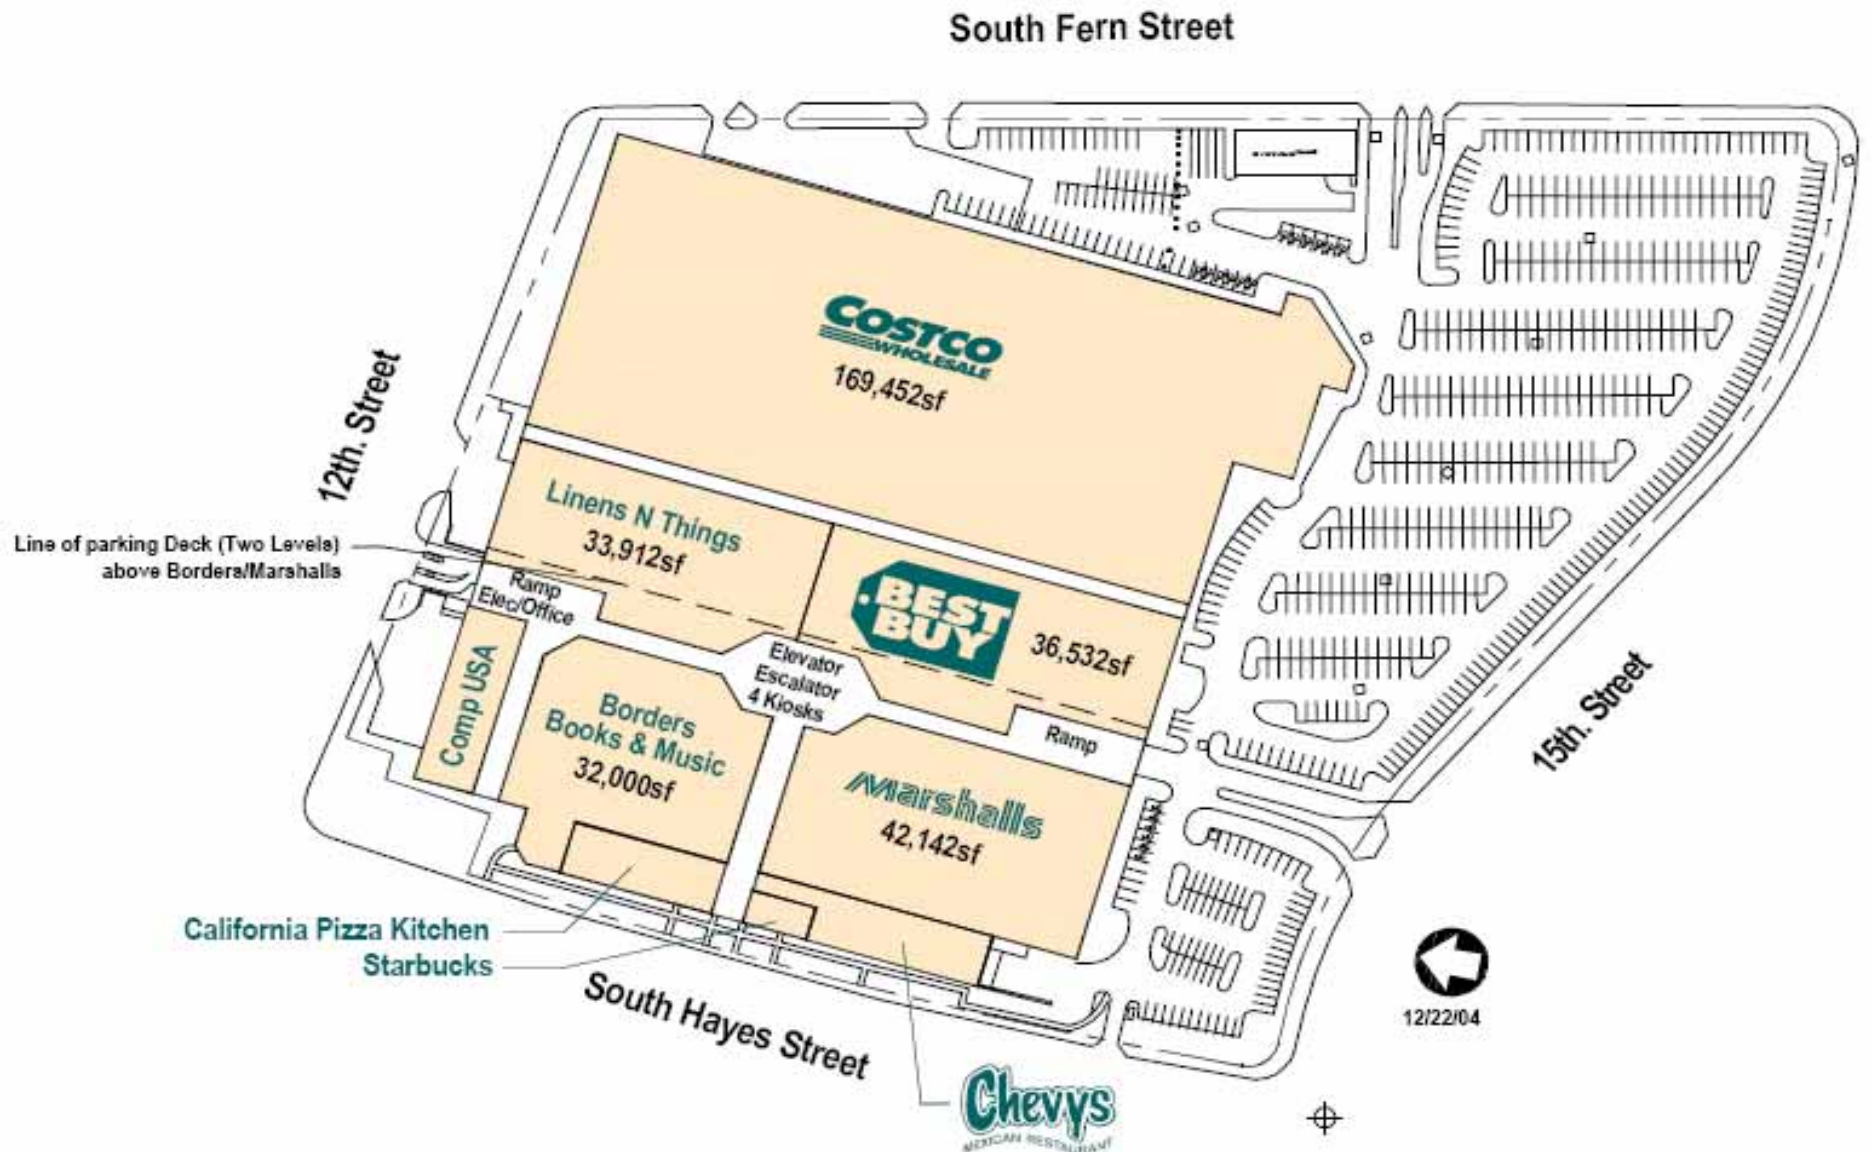 South Fern Street
COSTCO
WHOLESALE
169,452sf
12th. Street
Linens N Things
33,912sf
Line of parking Deck (Two Levels)
above Borders/Marshalls
Ramp
Elec/Office
BEST
BUY
36,532sf
Elevator
Escalator
4 Kiosks
Comp USA
Borders
Books & Music
32,000sf
Ramp
15th. Street
Marshalls
42,142sf
California Pizza Kitchen
Starbucks
South Hayes Street
12/22/04
Chevys
MEXICAN RESTAURANT